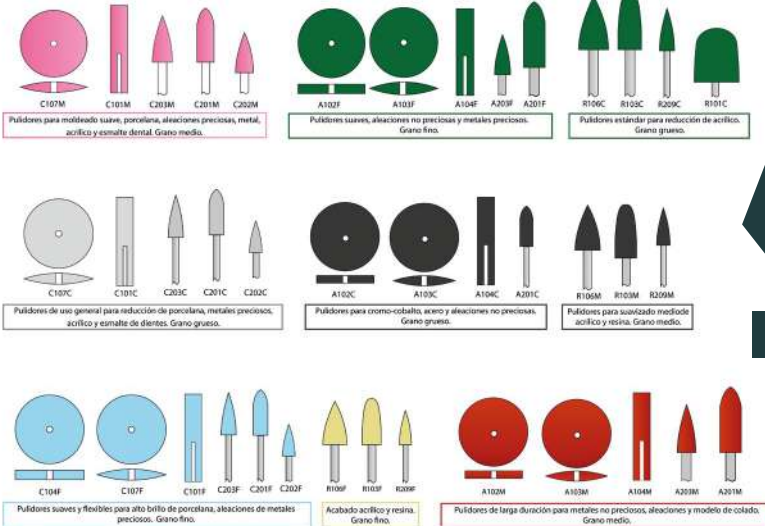 C107M C101M C203M C201M C202M
Pulidores para moldeado suave, porcelana, aleaciones preciosas, metal,
acrílico y esmalte dental. Grano medio.
A102F A103F A104F A203F A201F
Pulidores suaves, aleaciones no preciosas y metales preciosos.
Grano fino.
R106C R103C R209C R101C
Pulidores estándar para reducción de acrílico.
Grano grueso.
C107C C101C C203C C201C C202C
Pulidores de uso general para reducción de porcelana, metales preciosos,
acrílico y esmalte de dientes. Grano grueso.
A102C A103C A104C A201C
Pulidores para cromo-cobalto, acero y aleaciones no preciosas.
Grano grueso.
R106M R103M R209M
Pulidores para suavizado mediode
acrílico y resina. Grano medio.
C104F C107F C101F C203F C201F C202F
Pulidores suaves y flexibles para alto brillo de porcelana, aleaciones de metales
preciosos. Grano fino.
R106F R103F R209F
Acabado acrílico y resina.
Grano fino.
A102M A103M A104M A203M A201M
Pulidores de larga duración para metales no preciosos, aleaciones y modelo de colado.
Grano medio.